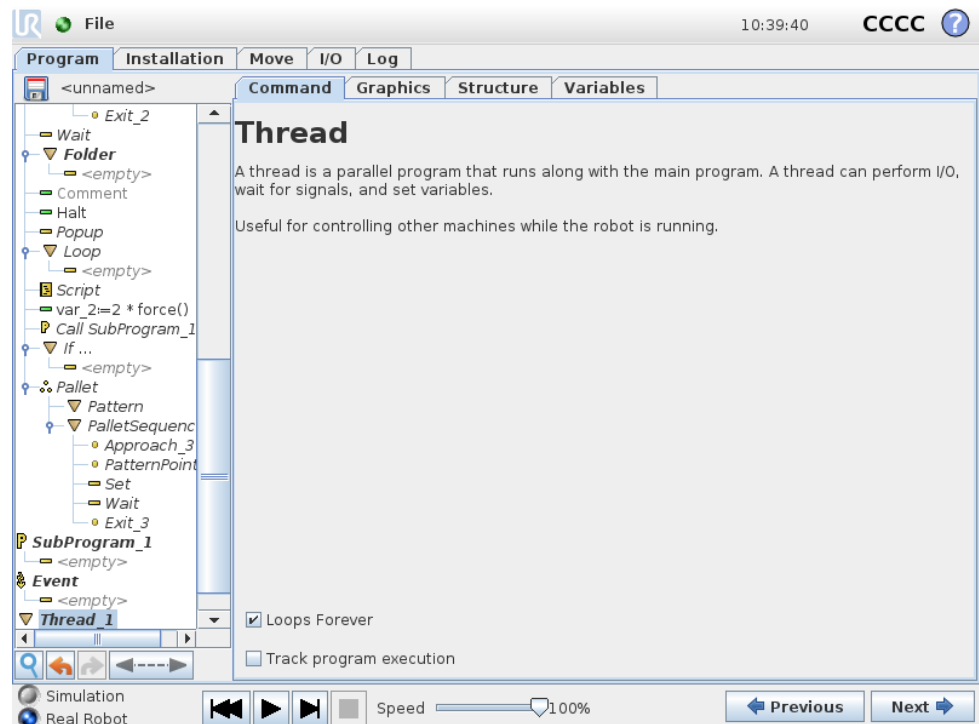 UR File 10:39:40 CCCC ?
Program Installation Move I/O Log
<unnamed> Command Graphics Structure Variables
Exit_2
Wait
Folder
<empty>
Comment
Halt
Popup
Loop
<empty>
Script
var_2:=2 * force()
Call SubProgram_1
If ...
<empty>
Pallet
Pattern
PalletSequenc
Approach_3
PatternPoint
Set
Wait
Exit_3
P SubProgram_1
<empty>
Event
<empty>
Thread_1
Thread
A thread is a parallel program that runs along with the main program. A thread can perform I/O,
wait for signals, and set variables.
Useful for controlling other machines while the robot is running.
Loops Forever
Track program execution
Simulation
Real Robot
Speed 100%
Previous Next